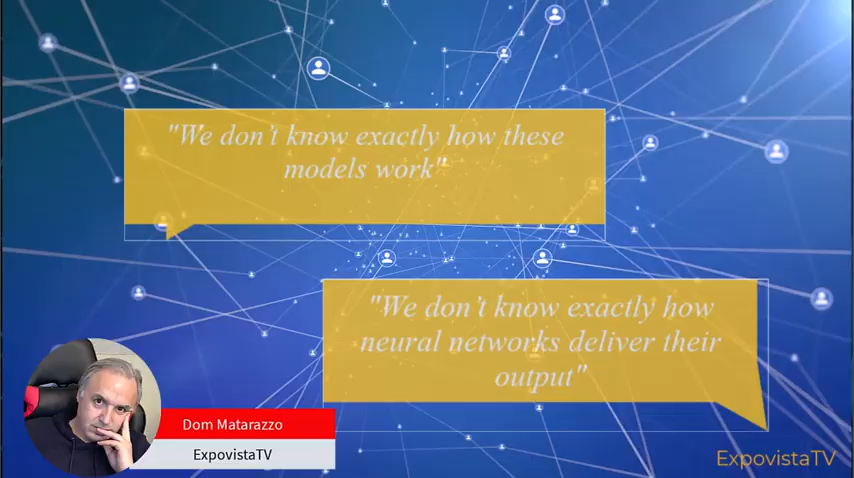 "We don't know exactly how these
models work"
"We don't know exactly how
neural networks deliver their
output"
Dom Matarazzo
ExpovistaTV
ExpovistaTV